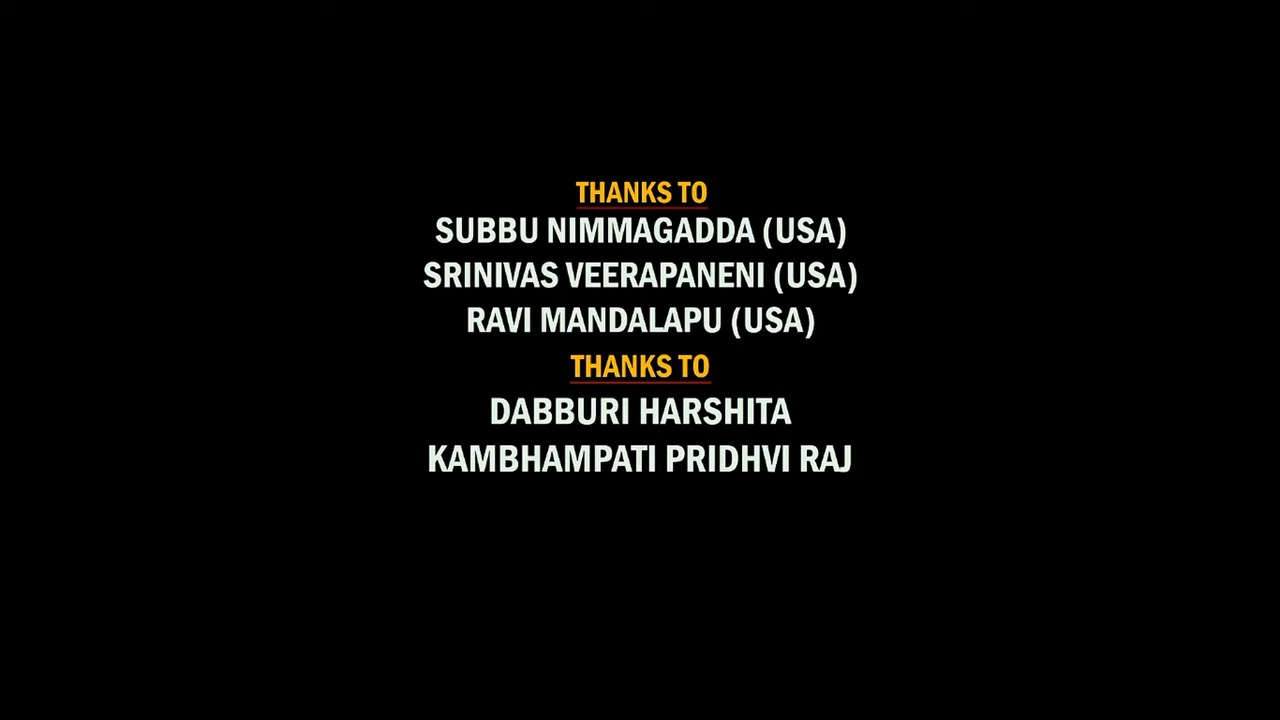 THANKS TO
SUBBU NIMMAGADDA (USA)
SRINIVAS VEERAPANENI (USA)
RAVI MANDALAPU (USA)
THANKS TO
DABBURI HARSHITA
KAMBHAMPATI PRIDHVI RAJ